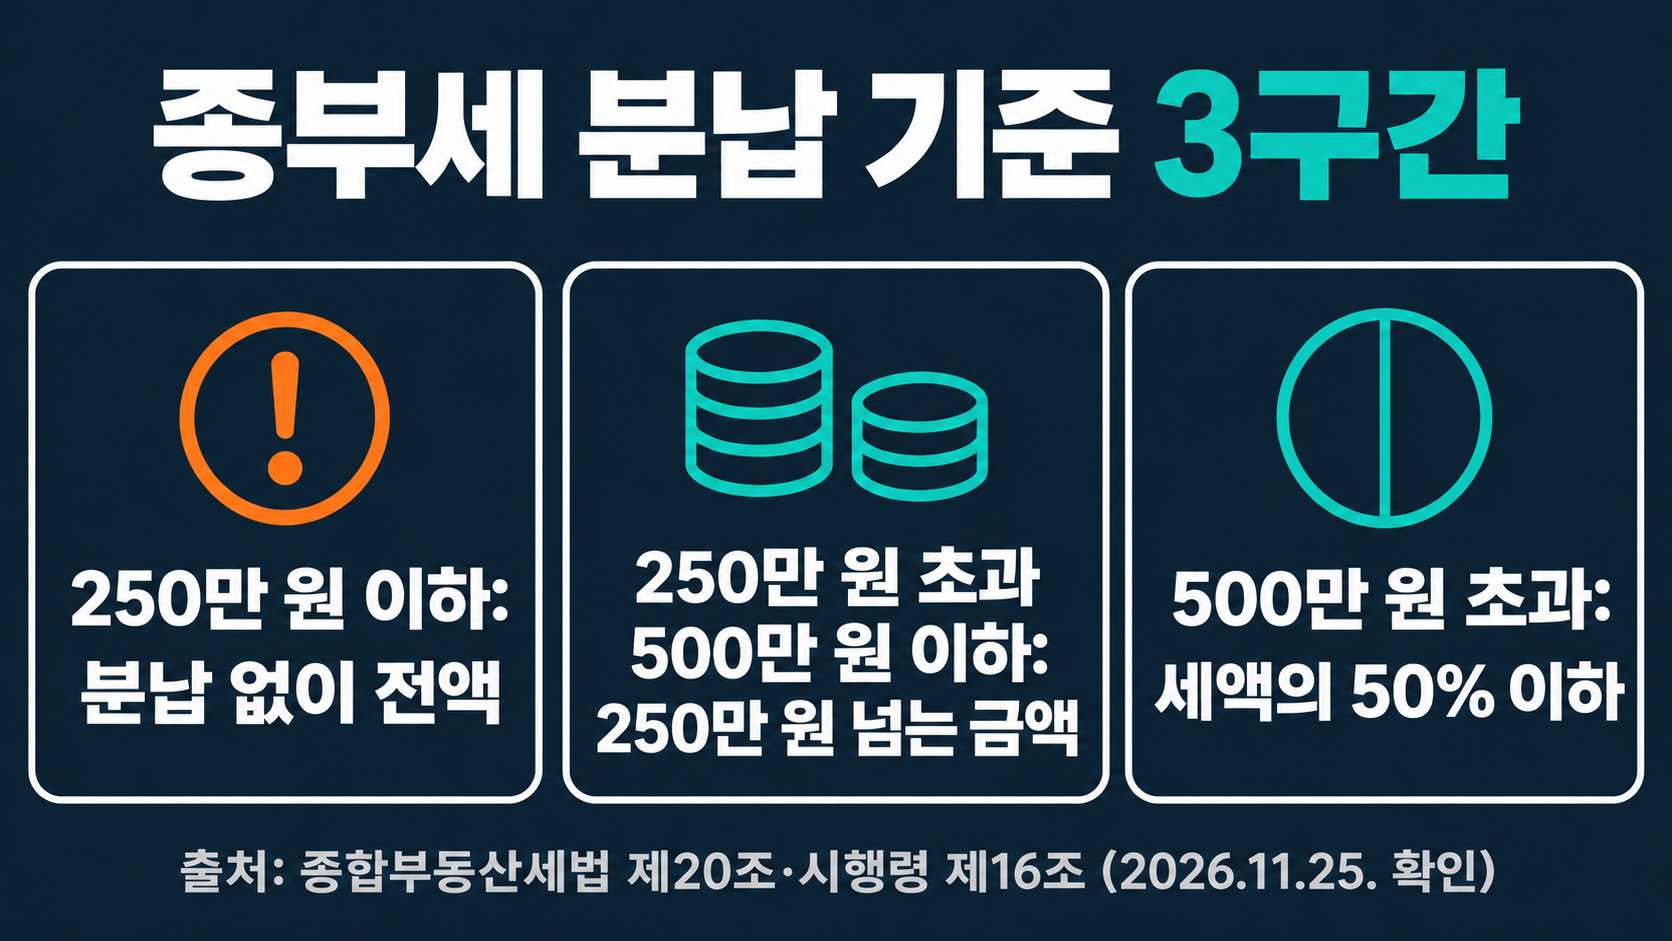 종부세 분납 기준 3구간
250만 원 이하:
분납 없이 전액
250만 원 초과
500만 원 이하:
250만 원 넘는 금액
500만 원 초과:
세액의 50% 이하
출처: 종합부동산세법 제20조·시행령 제16조 (2026.11.25. 확인)